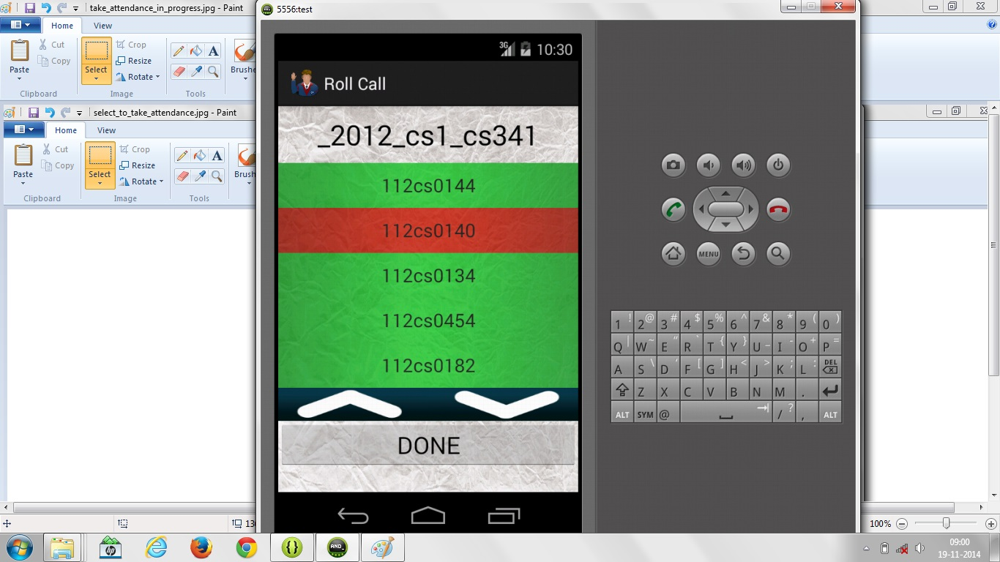 take_attendance_in_progress.jpg - Paint
Home View
Cut
Copy
Paste
Clipboard
Select
Crop
Resize
Rotate
Image
A
Tools
Brushe
select_to_take_attendance.jpg - Paint
Home View
Cut
Copy
Paste
Clipboard
Select
Crop
Resize
Rotate
Image
A
Tools
Brush
5556:test
3G 10:30
Roll Call
_2012_cs1_cs341
112cs0144
112cs0140
112cs0134
112cs0454
112cs0182
DONE
MENU
1 ! 2 @ 3 # 4 $ 5 % 6 ^ 7 & 8 * 9 ( 0 )
Q | W ~ E " R ` T { Y } U _ I - O + P =
A S \ D ' F [ G ] H < J > K ; L : DEL
Z X C V B N M .
ALT SYM @ / ? , ALT
13
100%
hp
{} AND_
09:00
19-11-2014